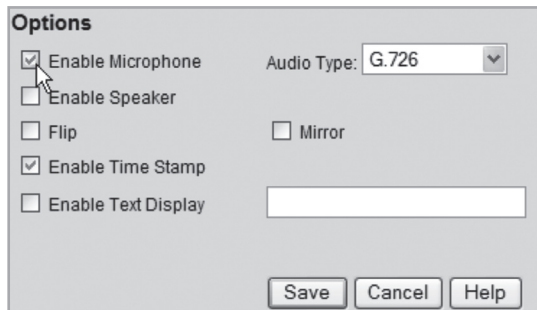 Options
Enable Microphone Audio Type: G.726
Enable Speaker
Flip Mirror
Enable Time Stamp
Enable Text Display
Save Cancel Help